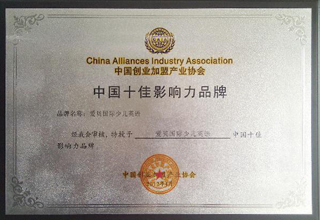 China Alliances Industry Association
中国创业加盟产业协会
中国十佳影响力品牌
品牌名称：爱贝国际少儿英语
经严格审核，特授予 爱贝国际少儿英语 中国十佳
影响力品牌
中国创业加盟产业协会